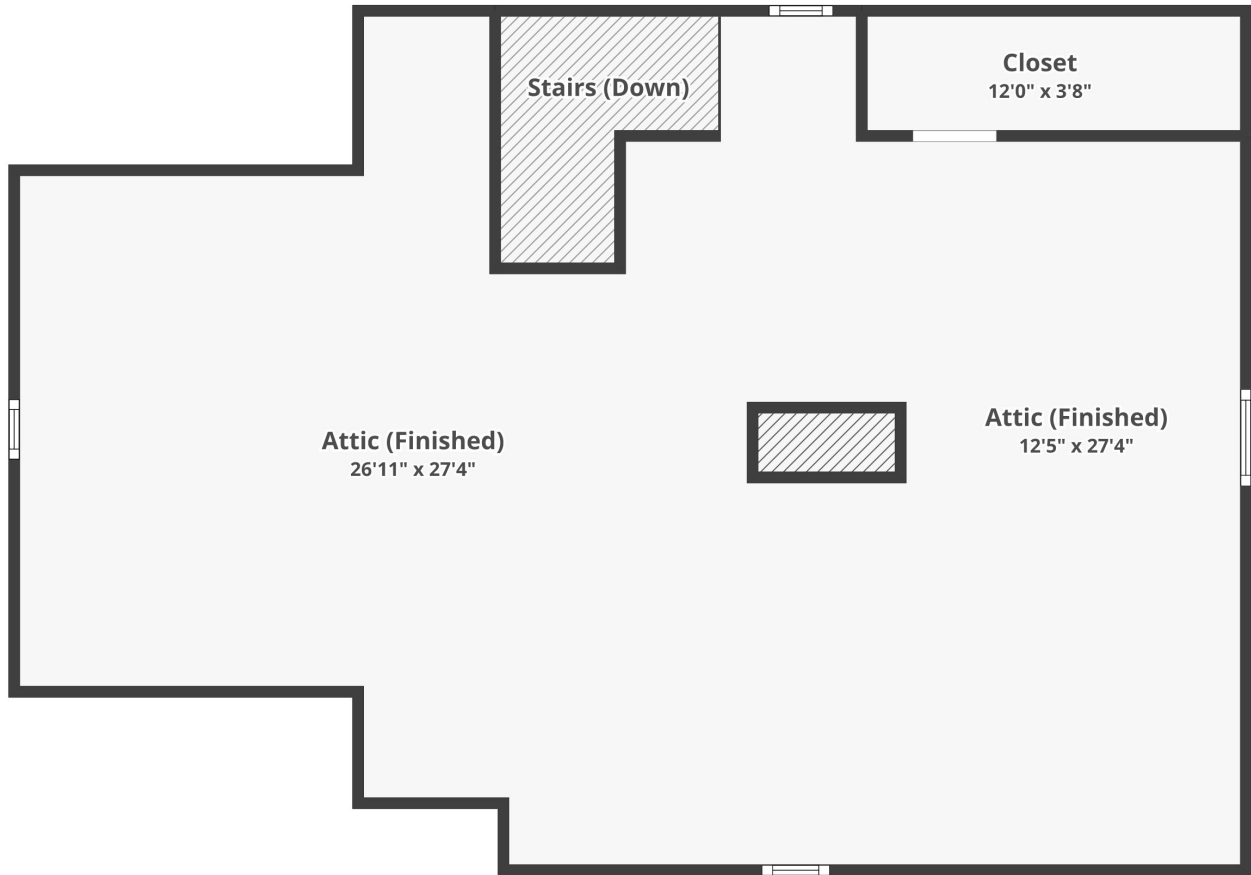 Closet
12'0" x 3'8"
Stairs (Down)
Attic (Finished)
26'11" x 27'4"
Attic (Finished)
12'5" x 27'4"